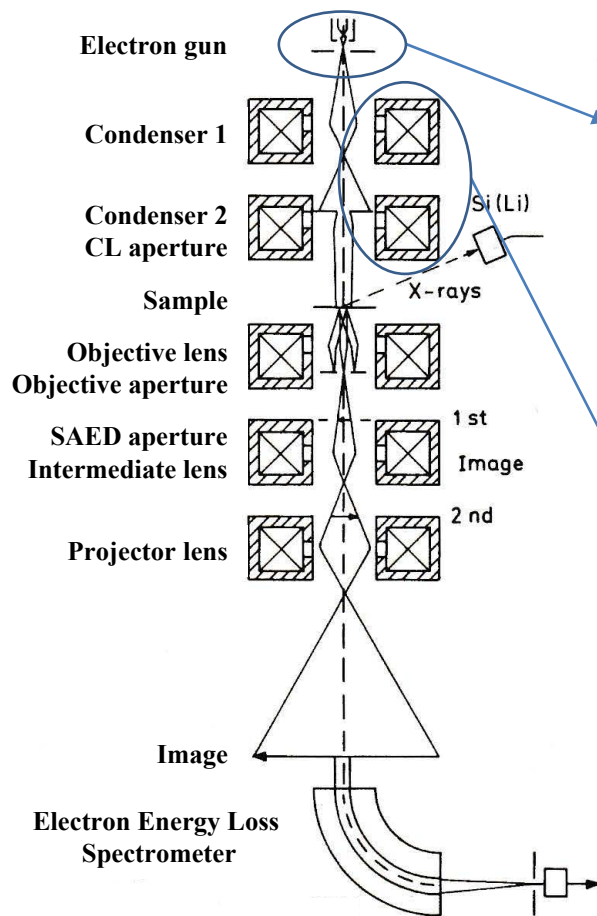 Electron gun
Condenser 1
Condenser 2
CL aperture
Si(Li)
X-rays
Sample
Objective lens
Objective aperture
SAED aperture
Intermediate lens
1 st
Image
2 nd
Projector lens
Image
Electron Energy Loss
Spectrometer